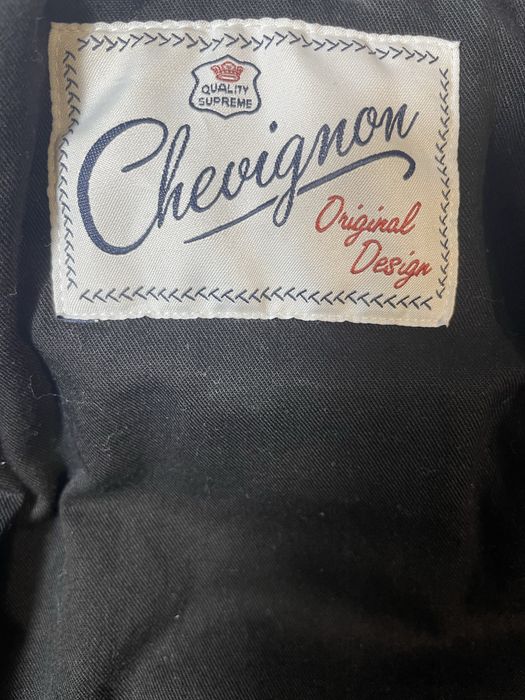 QUALITY
SUPREME
Chevignon
Original
Design